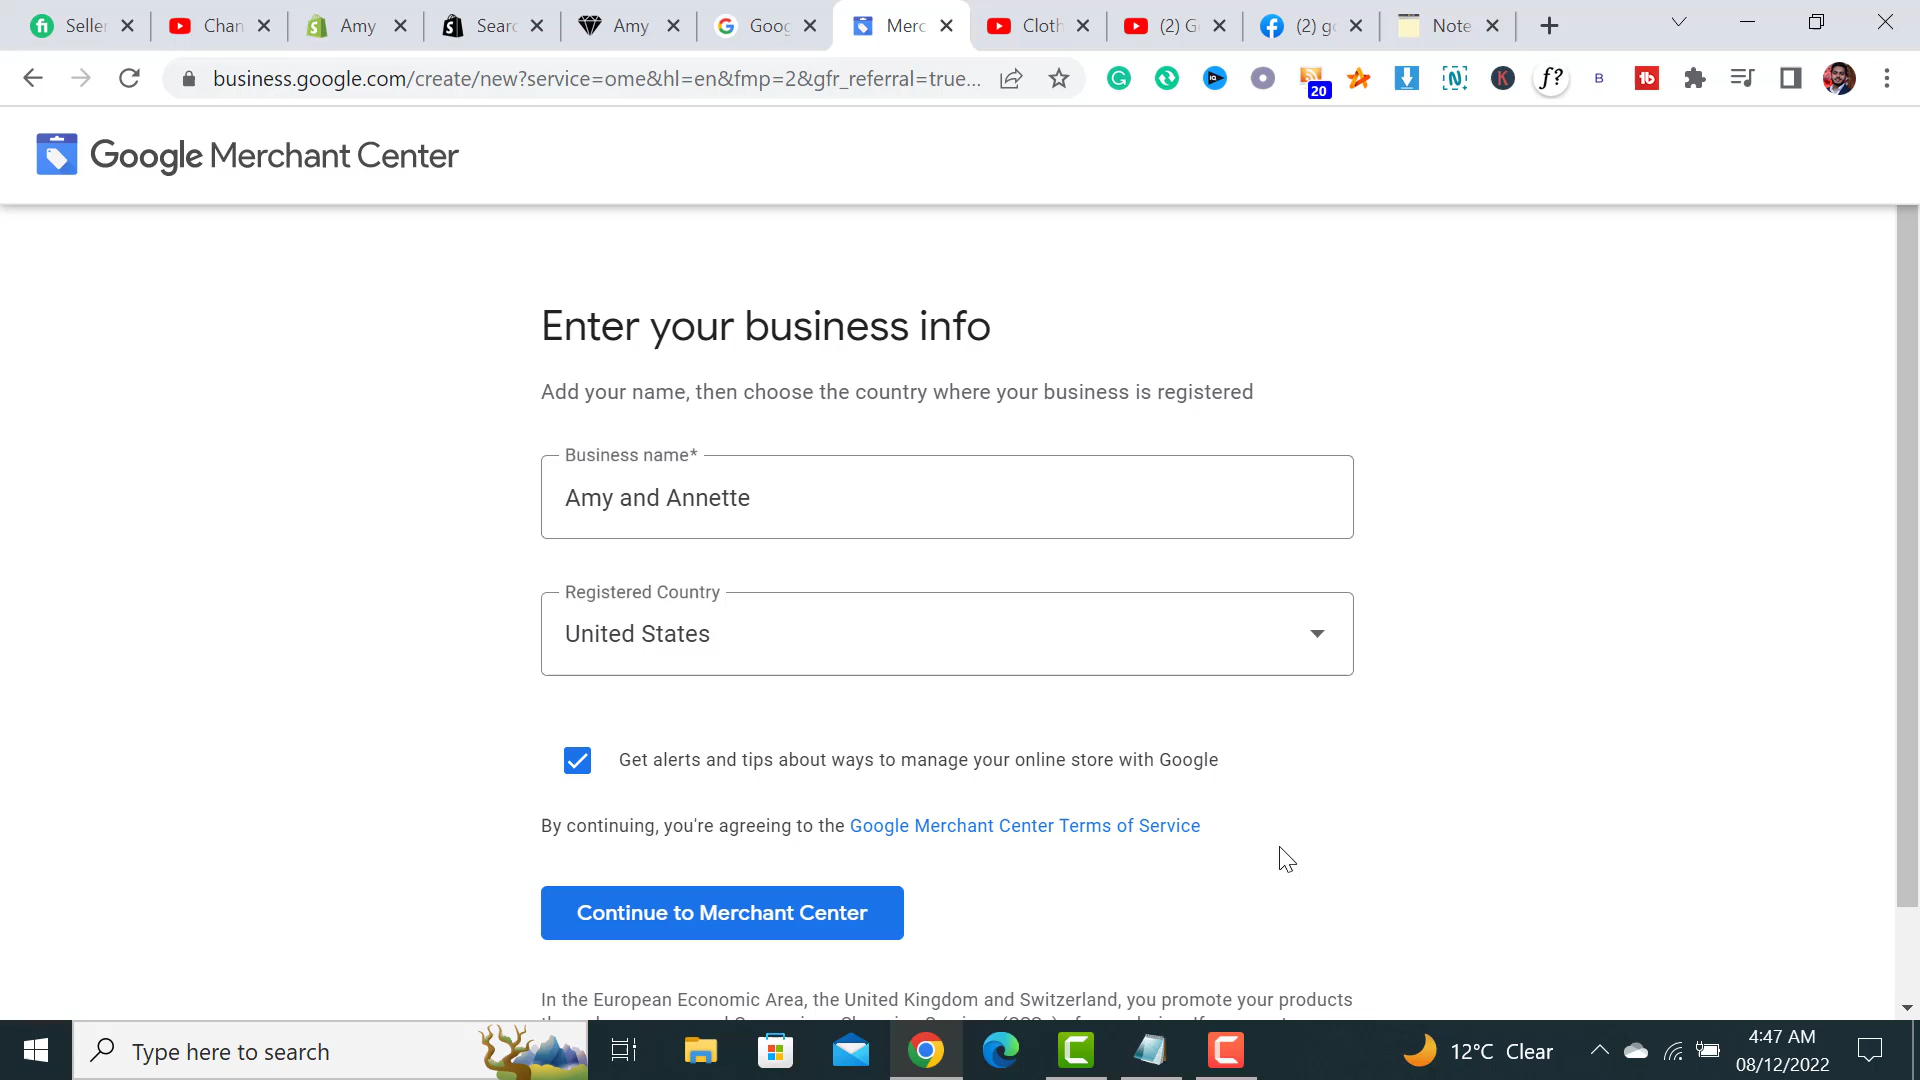 Seller
Chan
Amy
Searc
Amy
Goog
Merc
Cloth
(2) G
(2) go
Note
business.google.com/create/new?service=ome&hl=en&fmp=2&gfr_referral=true...
20
f?
B
Google Merchant Center
Enter your business info
Add your name, then choose the country where your business is registered
Business name*
Amy and Annette
Registered Country
United States
Get alerts and tips about ways to manage your online store with Google
By continuing, you're agreeing to the Google Merchant Center Terms of Service
Continue to Merchant Center
In the European Economic Area, the United Kingdom and Switzerland, you promote your products
Type here to search
12°C Clear
4:47 AM
08/12/2022